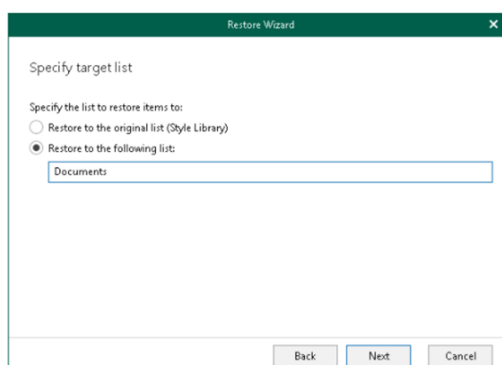 Restore Wizard
Specify target list
Specify the list to restore items to:
Restore to the original list (Style Library)
Restore to the following list:
Documents
Back Next Cancel